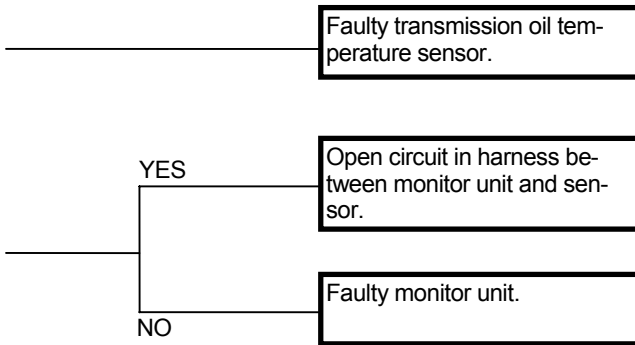 Faulty transmission oil tem-
perature sensor.
YES
Open circuit in harness be-
tween monitor unit and sen-
sor.
Faulty monitor unit.
NO